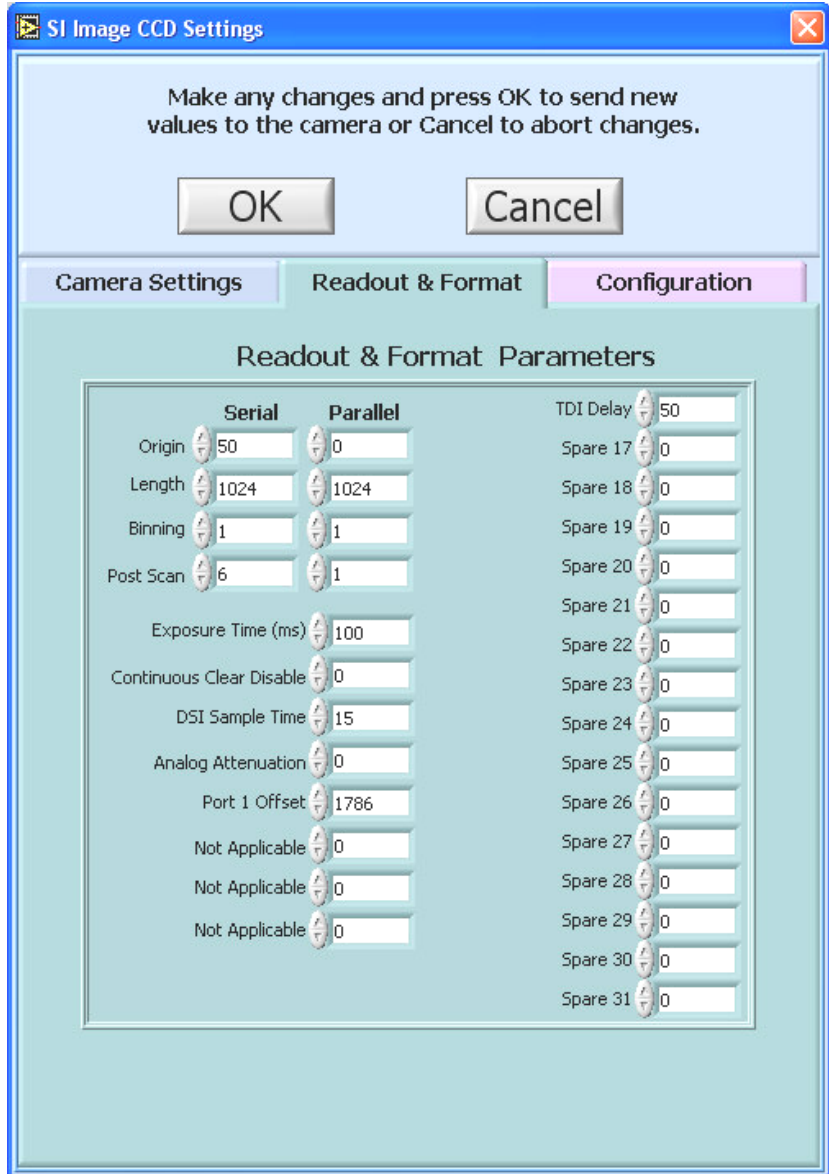 SI Image CCD Settings
Make any changes and press OK to send new
values to the camera or Cancel to abort changes.
OK Cancel
Camera Settings Readout & Format Configuration
Readout & Format Parameters
Serial Parallel
Origin 50 0
Length 1024 1024
Binning 1 1
Post Scan 6 1
Exposure Time (ms) 100
Continuous Clear Disable 0
DSI Sample Time 15
Analog Attenuation 0
Port 1 Offset 1786
Not Applicable 0
Not Applicable 0
Not Applicable 0
TDI Delay 50
Spare 17 0
Spare 18 0
Spare 19 0
Spare 20 0
Spare 21 0
Spare 22 0
Spare 23 0
Spare 24 0
Spare 25 0
Spare 26 0
Spare 27 0
Spare 28 0
Spare 29 0
Spare 30 0
Spare 31 0